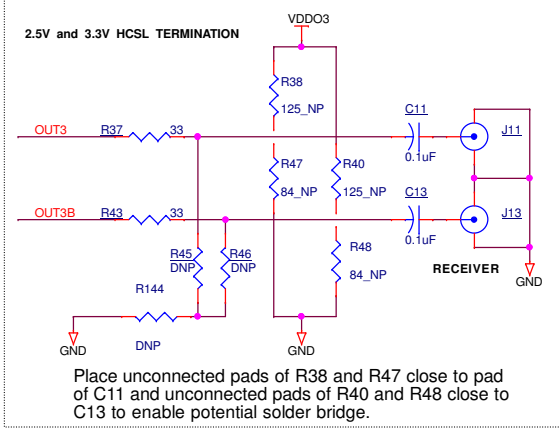 VDDO3
2.5V and 3.3V HCSL TERMINATION
R38
125_NP
C11
OUT3
R37
33
J11
0.1uF
R47
84_NP
R40
125_NP
C13
OUT3B
R43
33
J13
0.1uF
R45
DNP
R46
DNP
R48
84_NP
RECEIVER
GND
R144
DNP
GND
GND
Place unconnected pads of R38 and R47 close to pad
of C11 and unconnected pads of R40 and R48 close to
C13 to enable potential solder bridge.